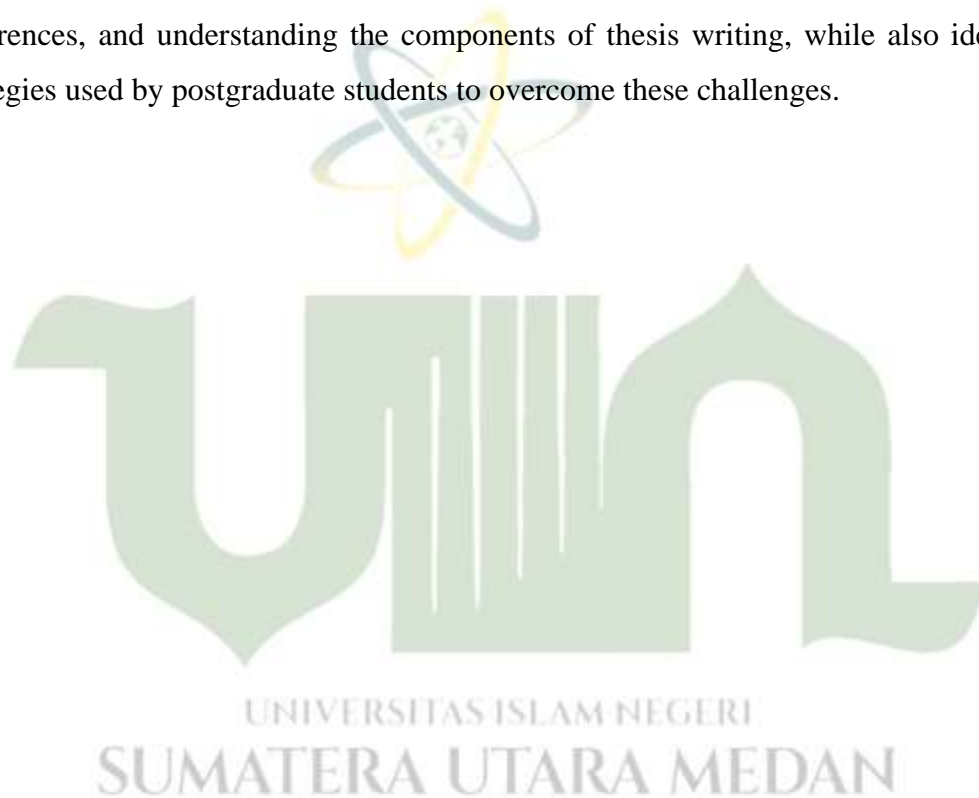 rences, and understanding the components of thesis writing, while also ide
egies used by postgraduate students to overcome these challenges.
UIN
UNIVERSITAS ISLAM NEGERI
SUMATERA UTARA MEDAN